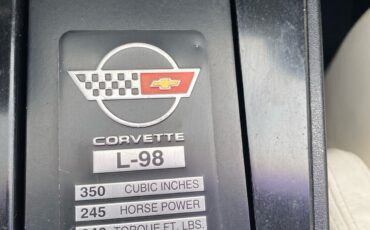 CORVETTE
L-98
350 CUBIC INCHES
245 HORSE POWER
TORQUE FT. LBS.